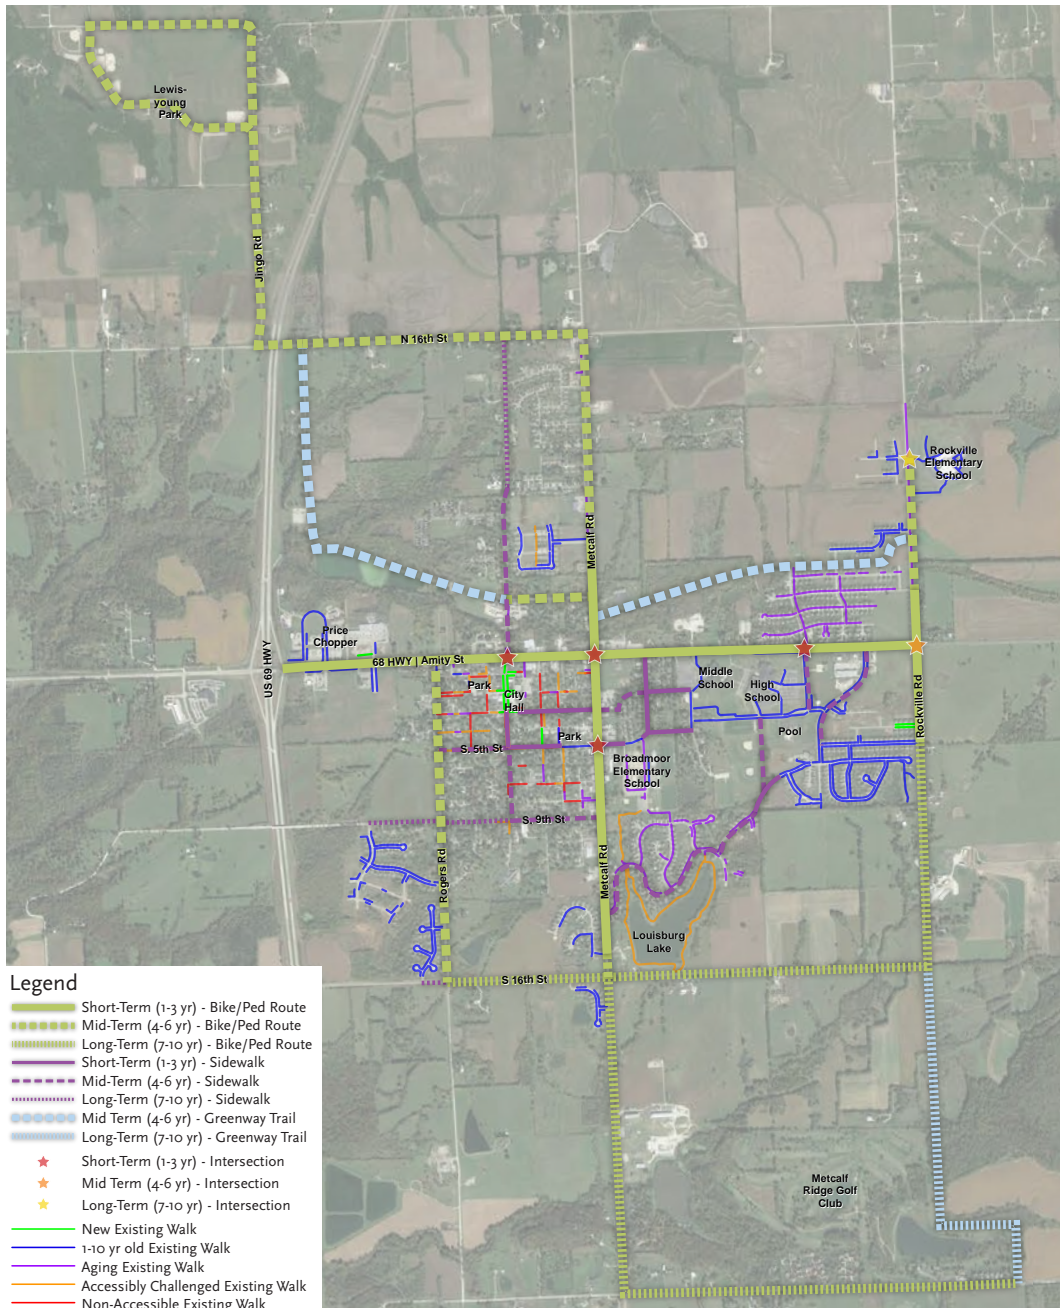 Lewis-
young
Park
Jingo Rd
N 16th St
Rockville
Elementary
School
Metcalf Rd
Price
Chopper
68 HWY | Amity St
US 69 HWY
Park
City
Hall
Middle
School
High
School
Pool
Rockville Rd
Park
S. 5th St
Broadmoor
Elementary
School
S. 9th St
Rogers Rd
Metcalf Rd
Louisburg
Lake
S 16th St
Metcalf
Ridge Golf
Club
Legend
Short-Term (1-3 yr) - Bike/Ped Route
Mid-Term (4-6 yr) - Bike/Ped Route
Long-Term (7-10 yr) - Bike/Ped Route
Short-Term (1-3 yr) - Sidewalk
Mid-Term (4-6 yr) - Sidewalk
Long-Term (7-10 yr) - Sidewalk
Mid Term (4-6 yr) - Greenway Trail
Long-Term (7-10 yr) - Greenway Trail
Short-Term (1-3 yr) - Intersection
Mid Term (4-6 yr) - Intersection
Long-Term (7-10 yr) - Intersection
New Existing Walk
1-10 yr old Existing Walk
Aging Existing Walk
Accessibly Challenged Existing Walk
Non-Accessible Existing Walk